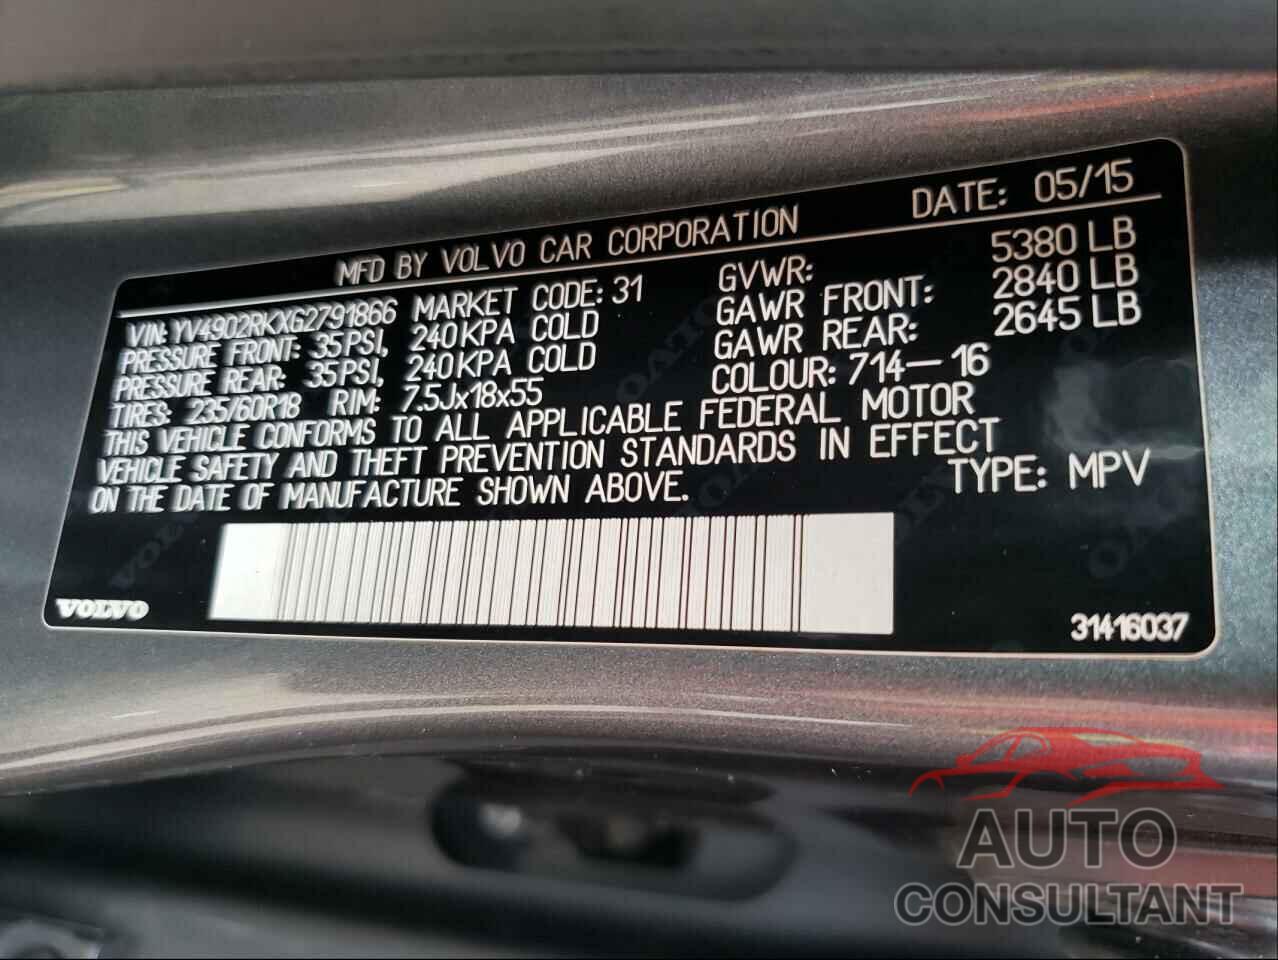 MFD BY VOLVO CAR CORPORATION DATE: 05/15
VIN: YV4902RKXG2791866 MARKET CODE: 31 GVWR: 5380 LB
PRESSURE FRONT: 35 PSI, 240 KPA COLD GAWR FRONT: 2840 LB
PRESSURE REAR: 35 PSI, 240 KPA COLD GAWR REAR: 2645 LB
TIRES: 235/60R18 RIM: 7.5Jx18x55 COLOUR: 714-16
THIS VEHICLE CONFORMS TO ALL APPLICABLE FEDERAL MOTOR
VEHICLE SAFETY AND THEFT PREVENTION STANDARDS IN EFFECT
ON THE DATE OF MANUFACTURE SHOWN ABOVE. TYPE: MPV
VOLVO
31416037
AUTO
CONSULTANT